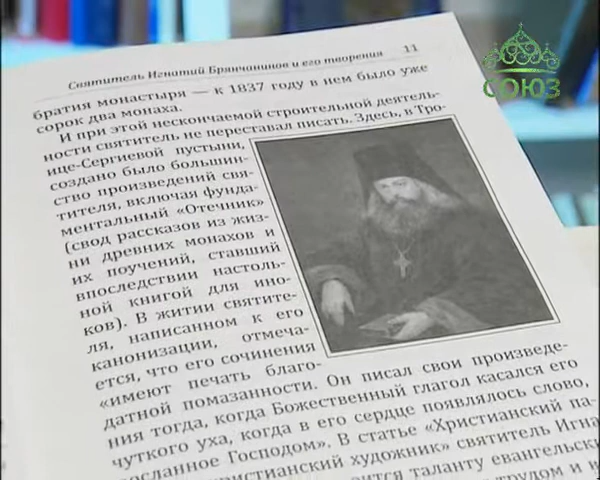 Святитель Игнатий Брянчанинов и его творения 11
СОЮЗ
братия монастыря — к 1837 году в нем было уже
сорок два монаха.
И при этой нескончаемой строительной деятель-
ности святитель не переставал писать. Здесь, в Тро-
ице-Сергиевой пустыни,
создано было большин-
ство произведений свя-
тителя, включая фунда-
ментальный «Отечник»
(свод рассказов из жиз-
ни древних монахов и
их поучений, ставший
впоследствии настоль-
ной книгой для ино-
ков). В житии святите-
ля, написанном к его
канонизации, отмеча-
ется, что его сочинения
«имеют печать благо-
датной помазанности. Он писал свои произведе-
ния тогда, когда Божественный глагол касался его
чуткого уха, когда в его сердце появлялось слово,
посланное Господом». В статье «Христианский па-
христианский художник» святитель Игна
таланту евангельски
трудом и в